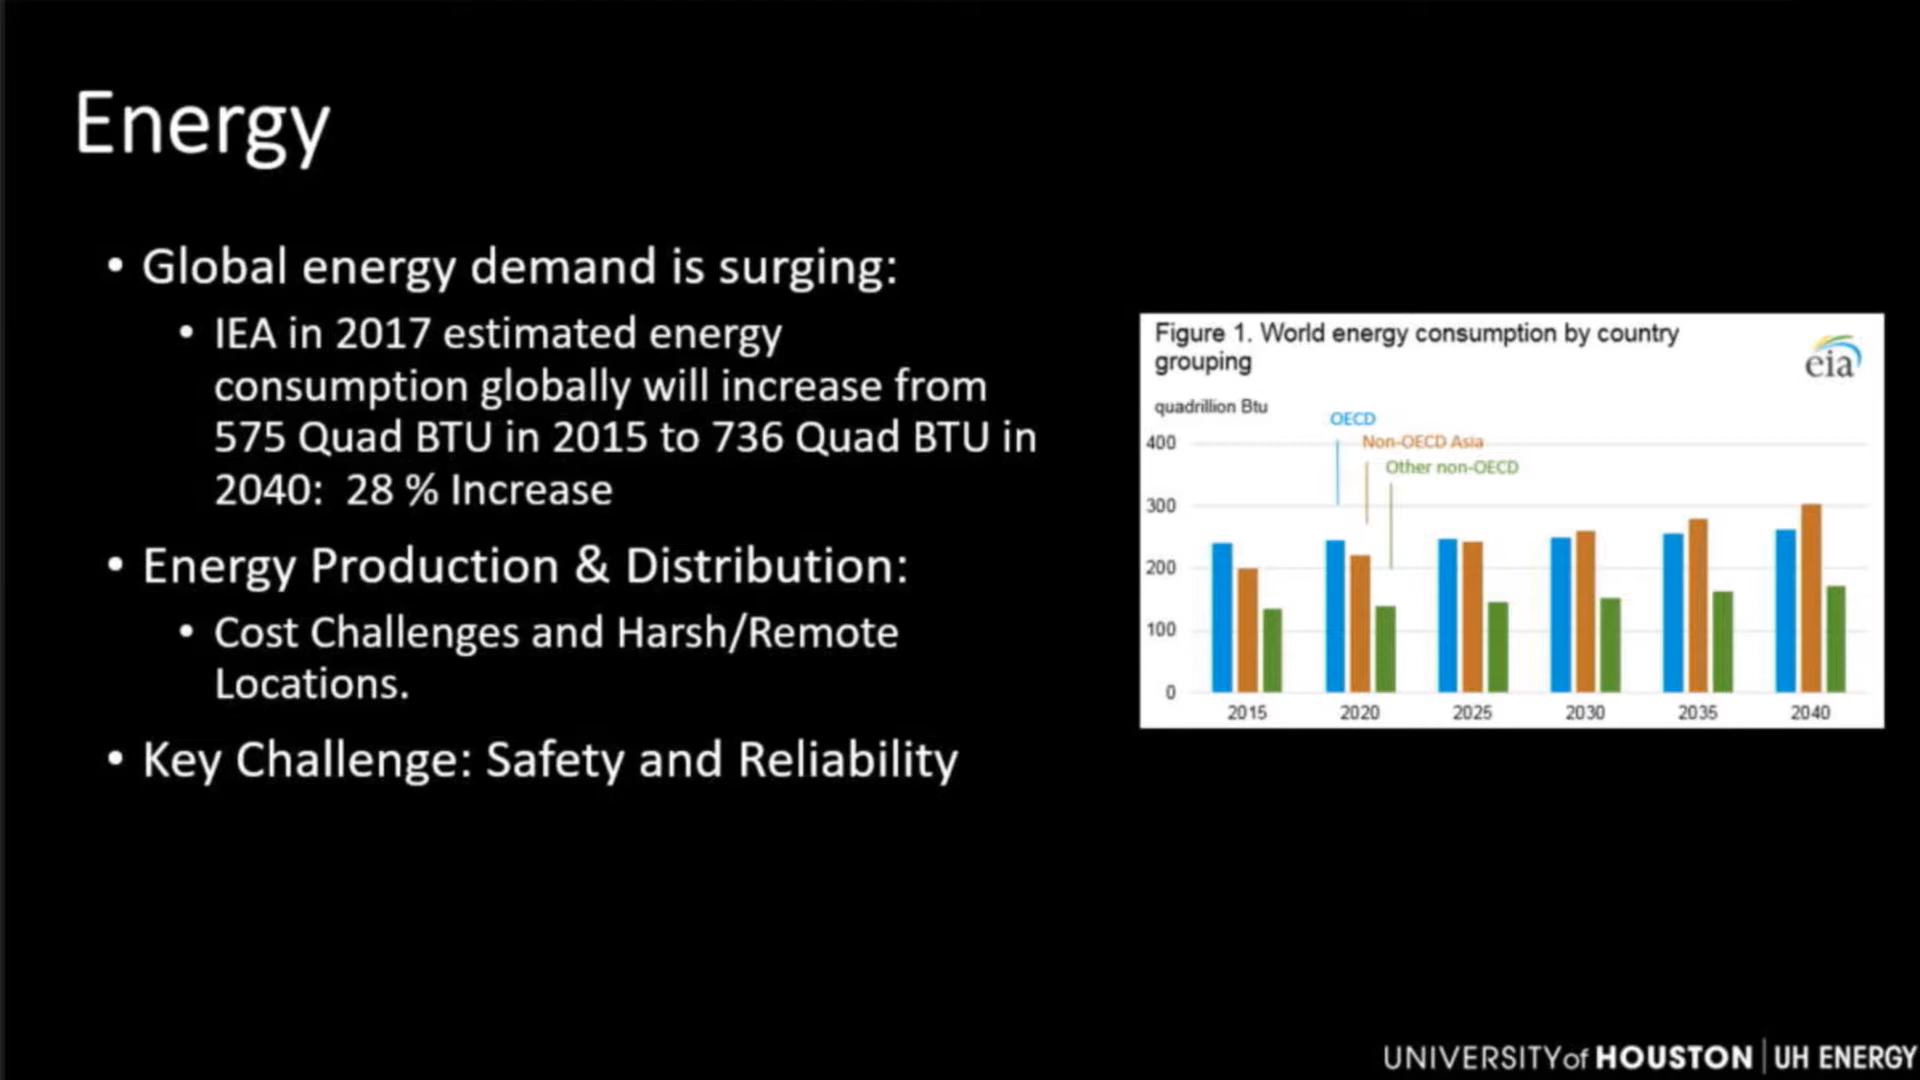 Energy
• Global energy demand is surging:
• IEA in 2017 estimated energy
consumption globally will increase from
575 Quad BTU in 2015 to 736 Quad BTU in
2040:  28 % Increase
• Energy Production & Distribution:
• Cost Challenges and Harsh/Remote
Locations.
• Key Challenge: Safety and Reliability
Figure 1. World energy consumption by country
grouping
eia
quadrillion Btu
OECD
Non-OECD Asia
Other non-OECD
400
300
200
100
0
2015 2020 2025 2030 2035 2040
UNIVERSITYof HOUSTON | UH ENERGY